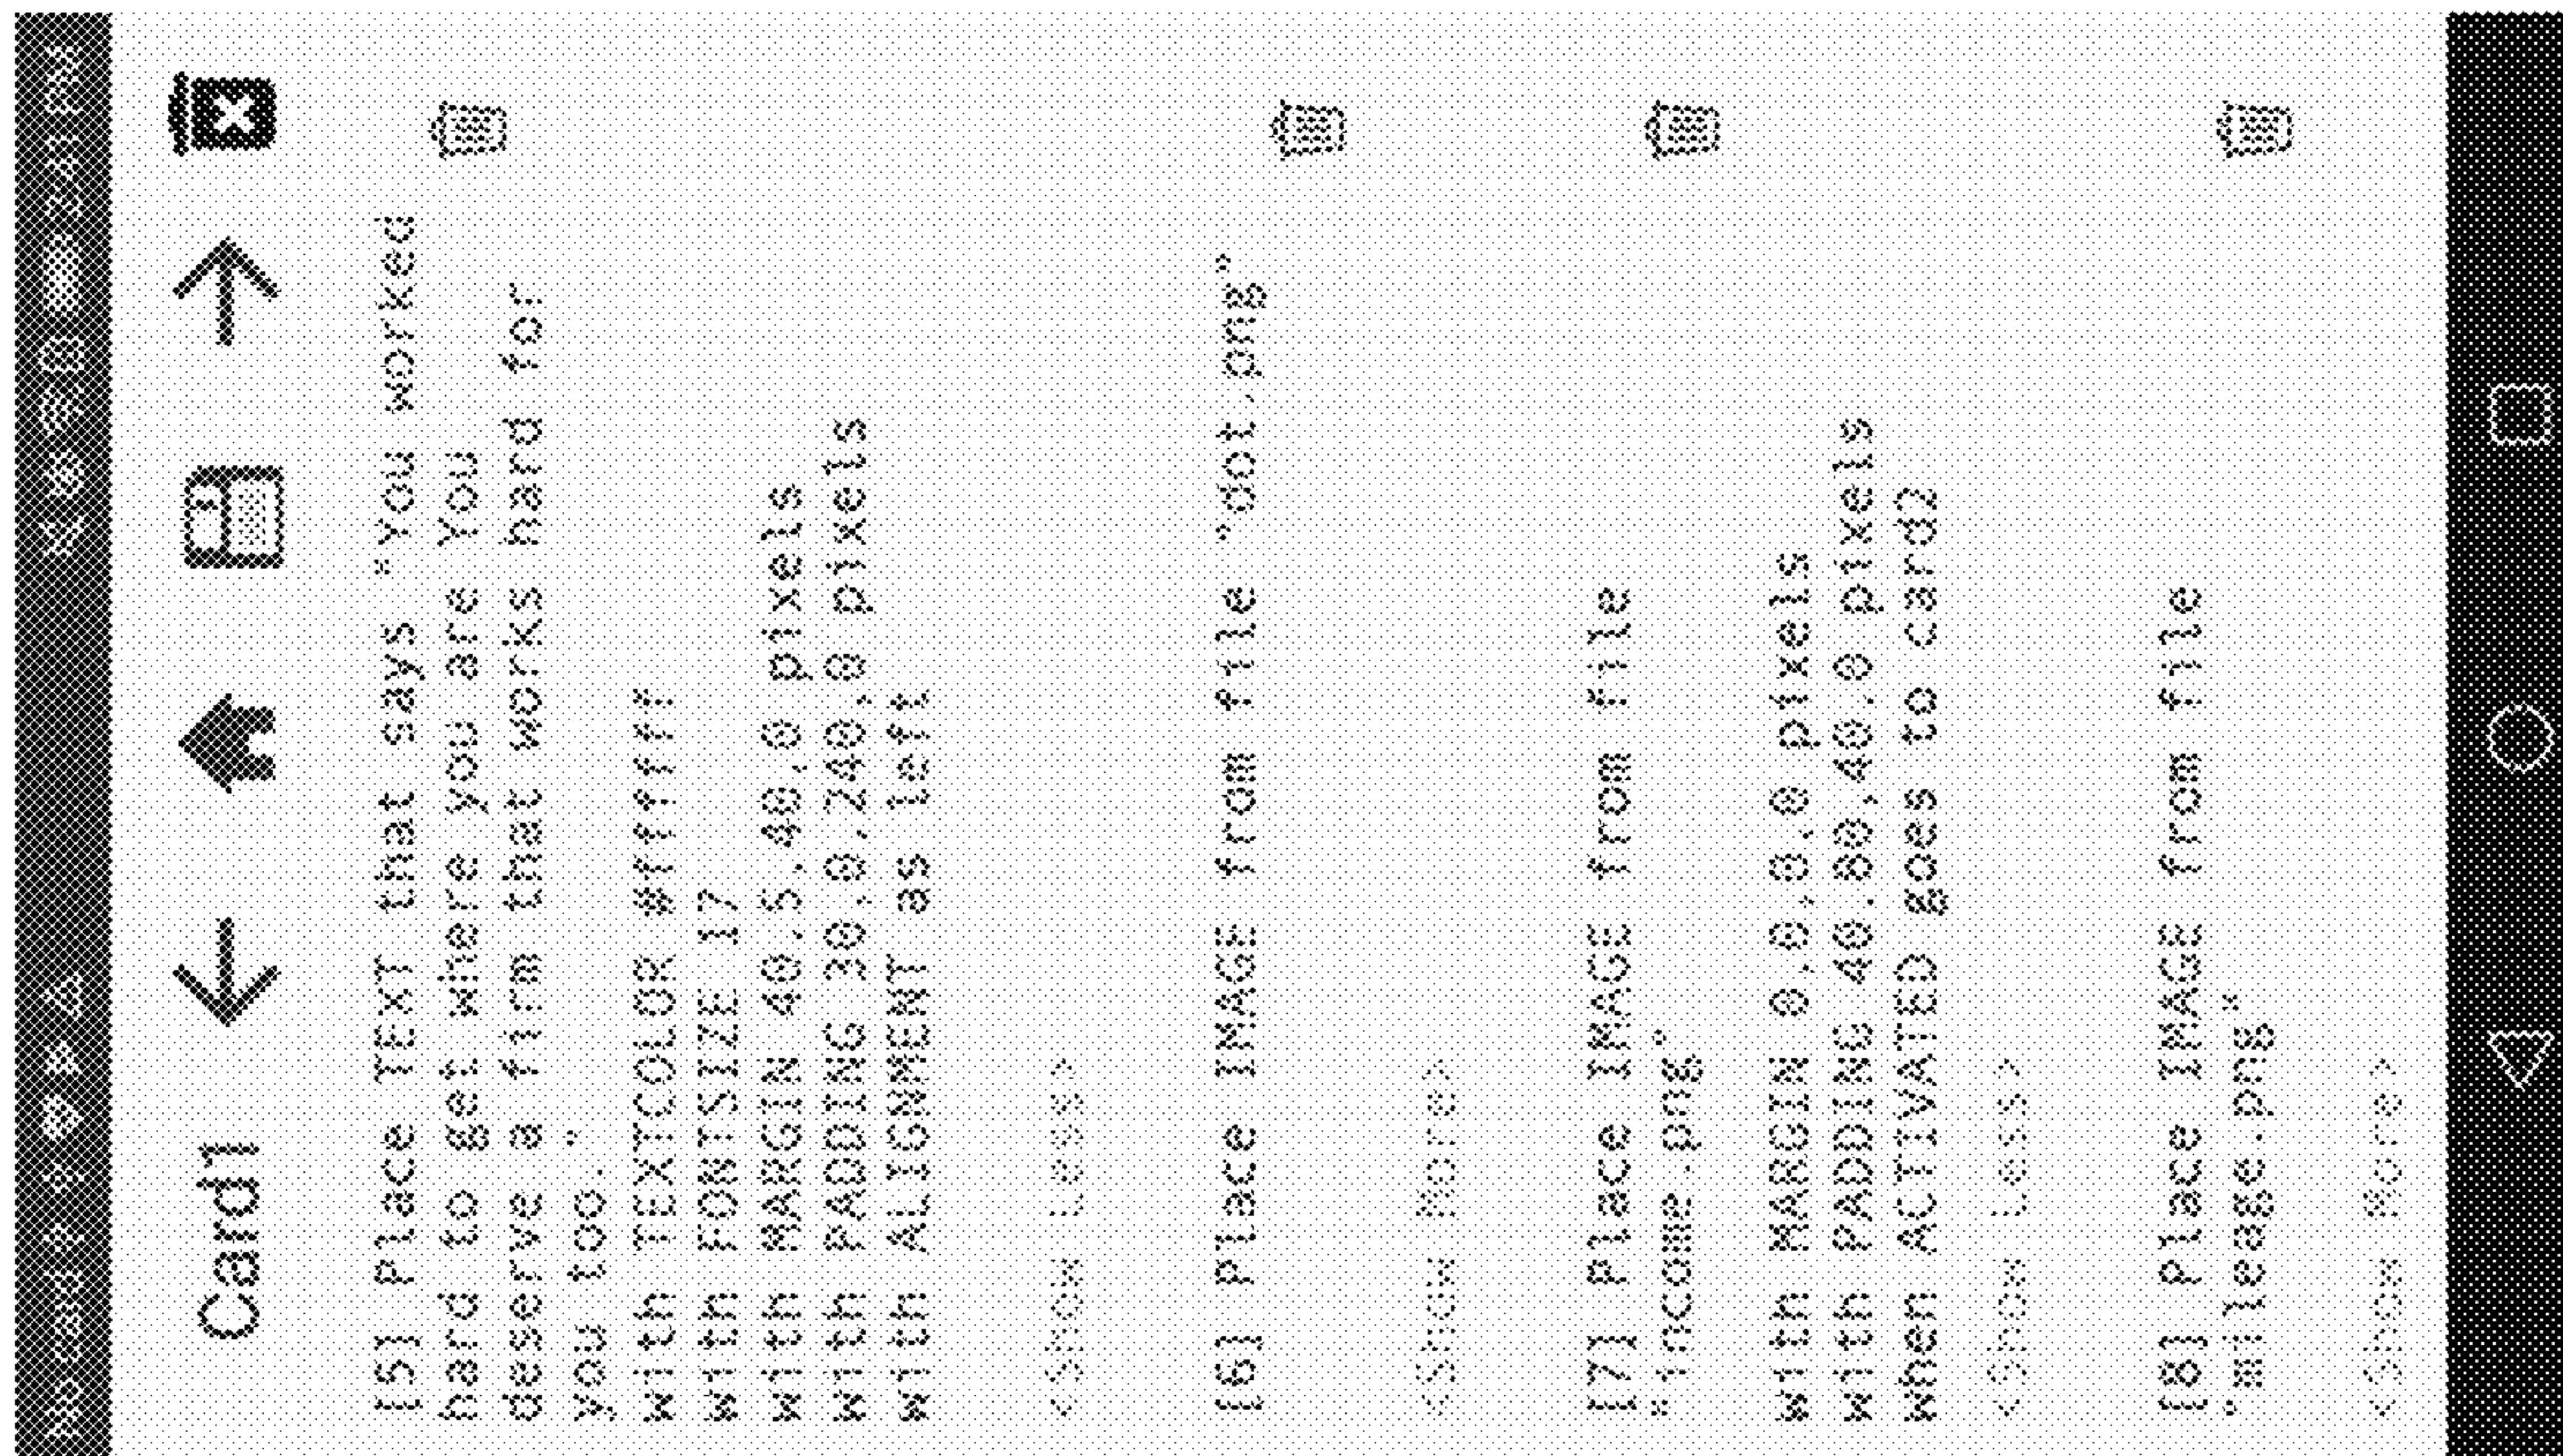 No card in
Card1
[5] Place TEXT that says "You worked
hard to get where you are You
deserve a firm that works hard for
you too."
with TEXTCOLOR #ffffff
with FONTSIZE 17
with MARGIN 40,5,40,0 pixels
with PADDING 30,0,240,0 pixels
with ALIGNMENT as left
<Show Less>
[6] Place IMAGE from file "dot.png"
<Show More>
[7] Place IMAGE from file
"income.png"
with MARGIN 0,0,0,0 pixels
with PADDING 40,80,40,0 pixels
when ACTIVATED goes to card2
<Show Less>
[8] Place IMAGE from file
"mileage.png"
<Show More>